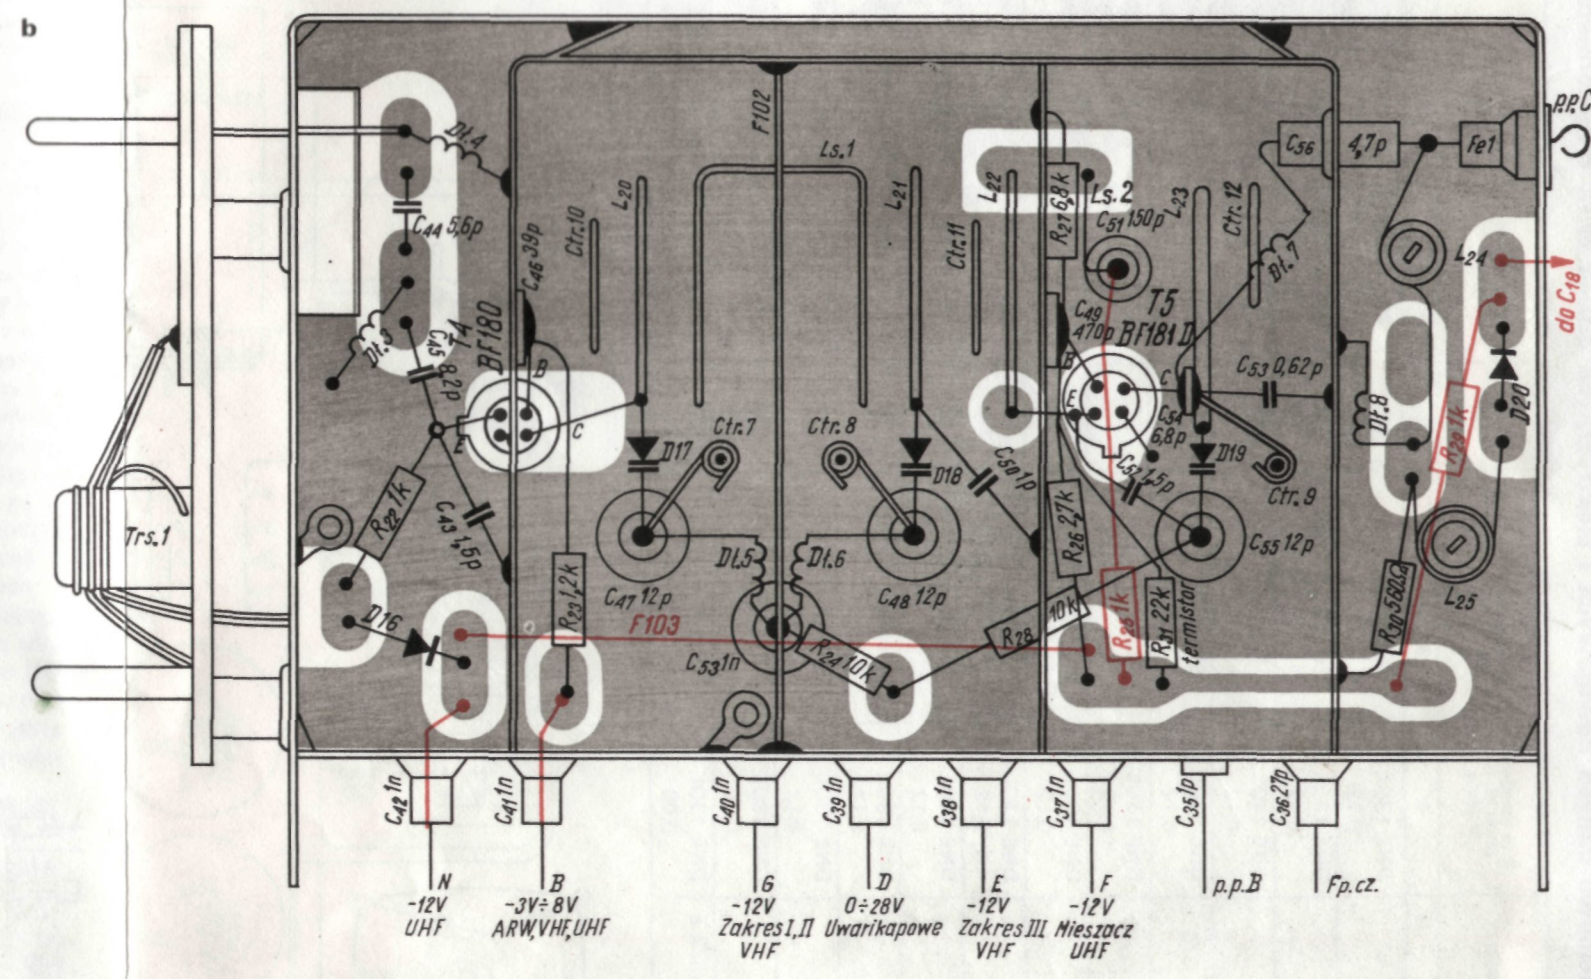 b
p.p.C
Dł.4
F102
Ls.1
C56 4,7p
Fe1
C44 5,6p
L20
L21
L22
R27 6,8k
Ls.2
C51 150p
L23
Ctr.12
C46 39p
Ctr.10
Ctr.11
Dł.7
L24
do C18
Dł.3
C45 8,2p
BF180
T5
C49 470p
BF181 D
B
B
C
C53 0,62p
E
E
C
C54 6,8p
Dł.8
R29 1k
D20
D17
Ctr.7
Ctr.8
D18
C50 1p
C52 1,5p
D19
Ctr.9
Trs.1
R22 1k
C43 1,5p
R26 2,7k
C55 12p
Dł.5
Dł.6
R23 1,2k
C47 12p
C48 12p
L25
D16
F103
R28 10k
R25 1k
R31 22k
termistor
R30 560Ω
C53 1n
R24 10k
C42 1n
C41 1n
C40 1n
C39 1n
C38 1n
C37 1n
C35 1p
C36 27p
N
-12V
UHF
B
-3V÷8V
ARW,VHF,UHF
G
-12V
Zakres I,II
VHF
D
0÷28V
Uwarikapowe
E
-12V
Zakres III
VHF
F
-12V
Mieszacz
UHF
p.p.B
Fp.cz.